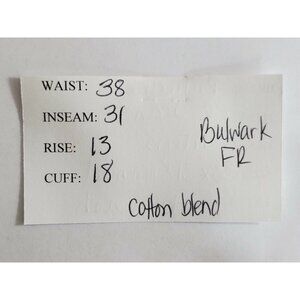 WAIST: 38
INSEAM: 31
RISE: 13
CUFF: 18
Bulwark
FR
Cotton blend